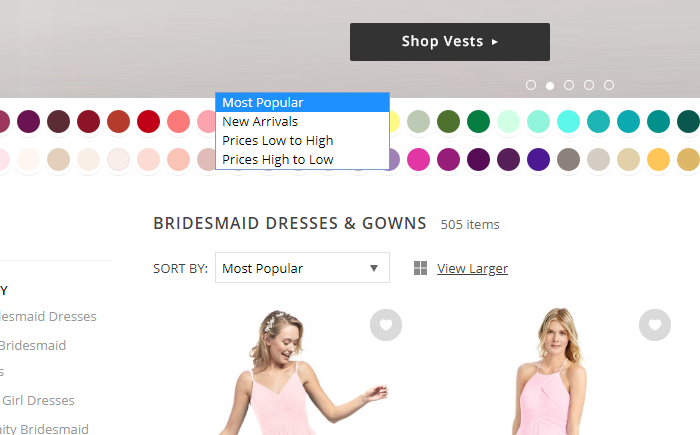 Shop Vests ▸
Most Popular
New Arrivals
Prices Low to High
Prices High to Low
BRIDESMAID DRESSES & GOWNS 505 items
SORT BY: Most Popular ▼ View Larger
Y
esmaid Dresses
Bridesmaid
s
Girl Dresses
nity Bridesmaid